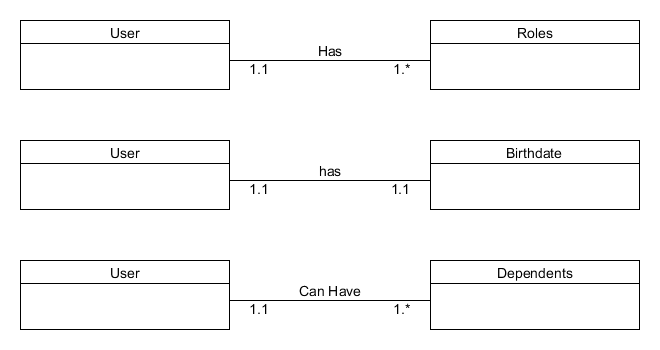 User
Has
Roles
1.1
1.*
User
has
Birthdate
1.1
1.1
User
Can Have
Dependents
1.1
1.*